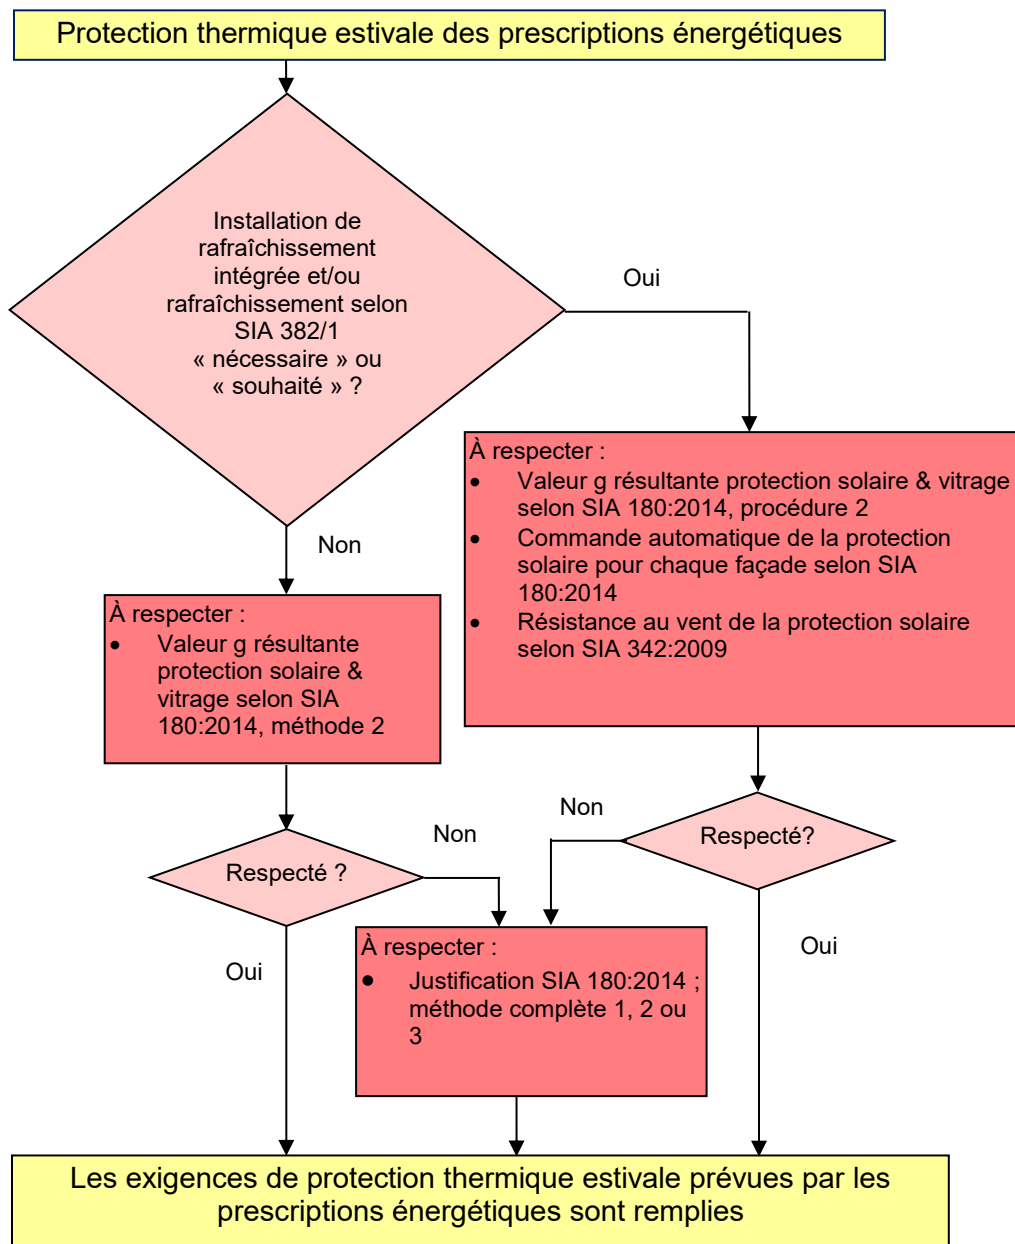 Protection thermique estivale des prescriptions énergétiques
Installation de
rafraîchissement
intégrée et/ou
rafraîchissement selon
SIA 382/1
« nécessaire » ou
« souhaité » ?
Oui
Non
À respecter :
• Valeur g résultante protection solaire & vitrage
selon SIA 180:2014, procédure 2
• Commande automatique de la protection
solaire pour chaque façade selon SIA
180:2014
• Résistance au vent de la protection solaire
selon SIA 342:2009
À respecter :
• Valeur g résultante
protection solaire &
vitrage selon SIA
180:2014, méthode 2
Non
Respecté?
Non
Respecté ?
Oui
Oui
À respecter :
• Justification SIA 180:2014 ;
méthode complète 1, 2 ou
3
Les exigences de protection thermique estivale prévues par les
prescriptions énergétiques sont remplies